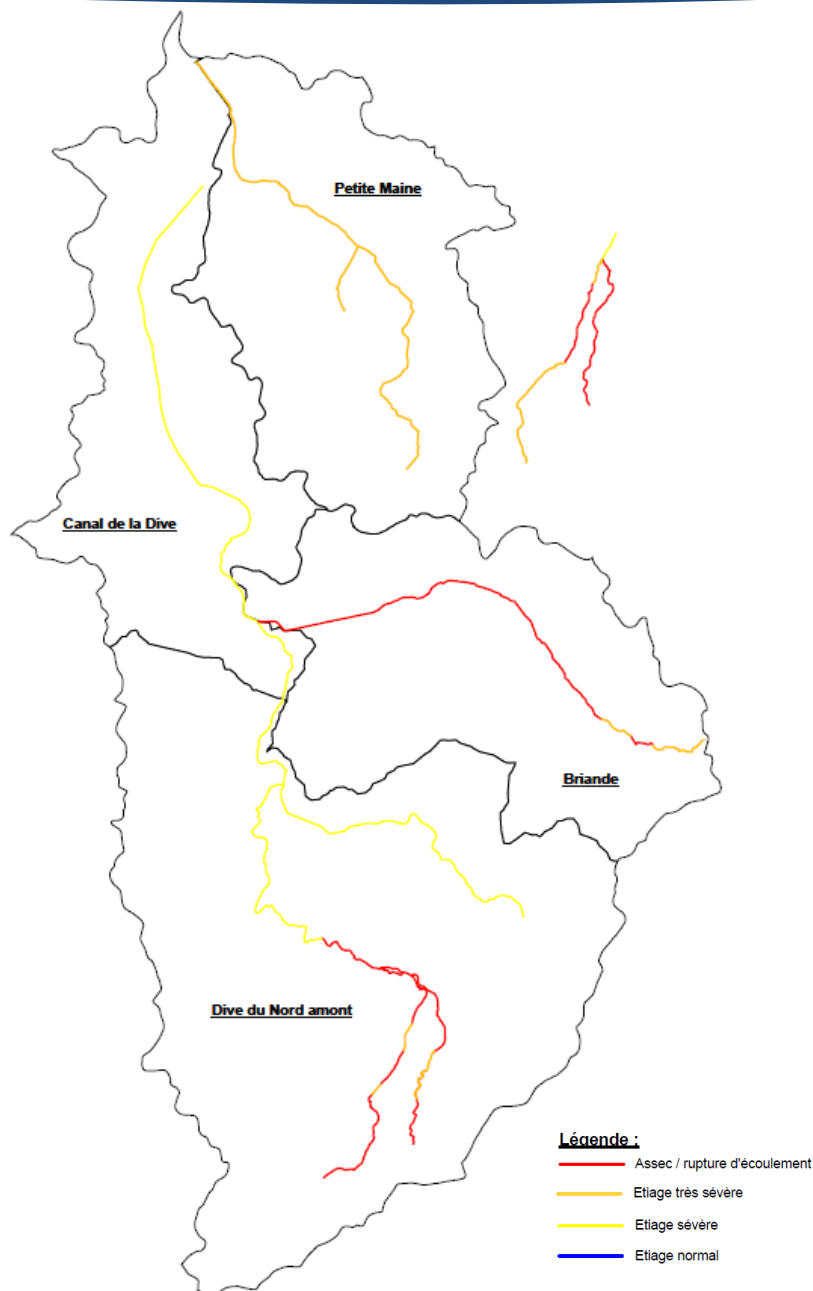 Petite Maine
Canal de la Dive
Briande
Dive du Nord amont
Légende :
Assec / rupture d'écoulement
Etiage très sévère
Etiage sévère
Etiage normal